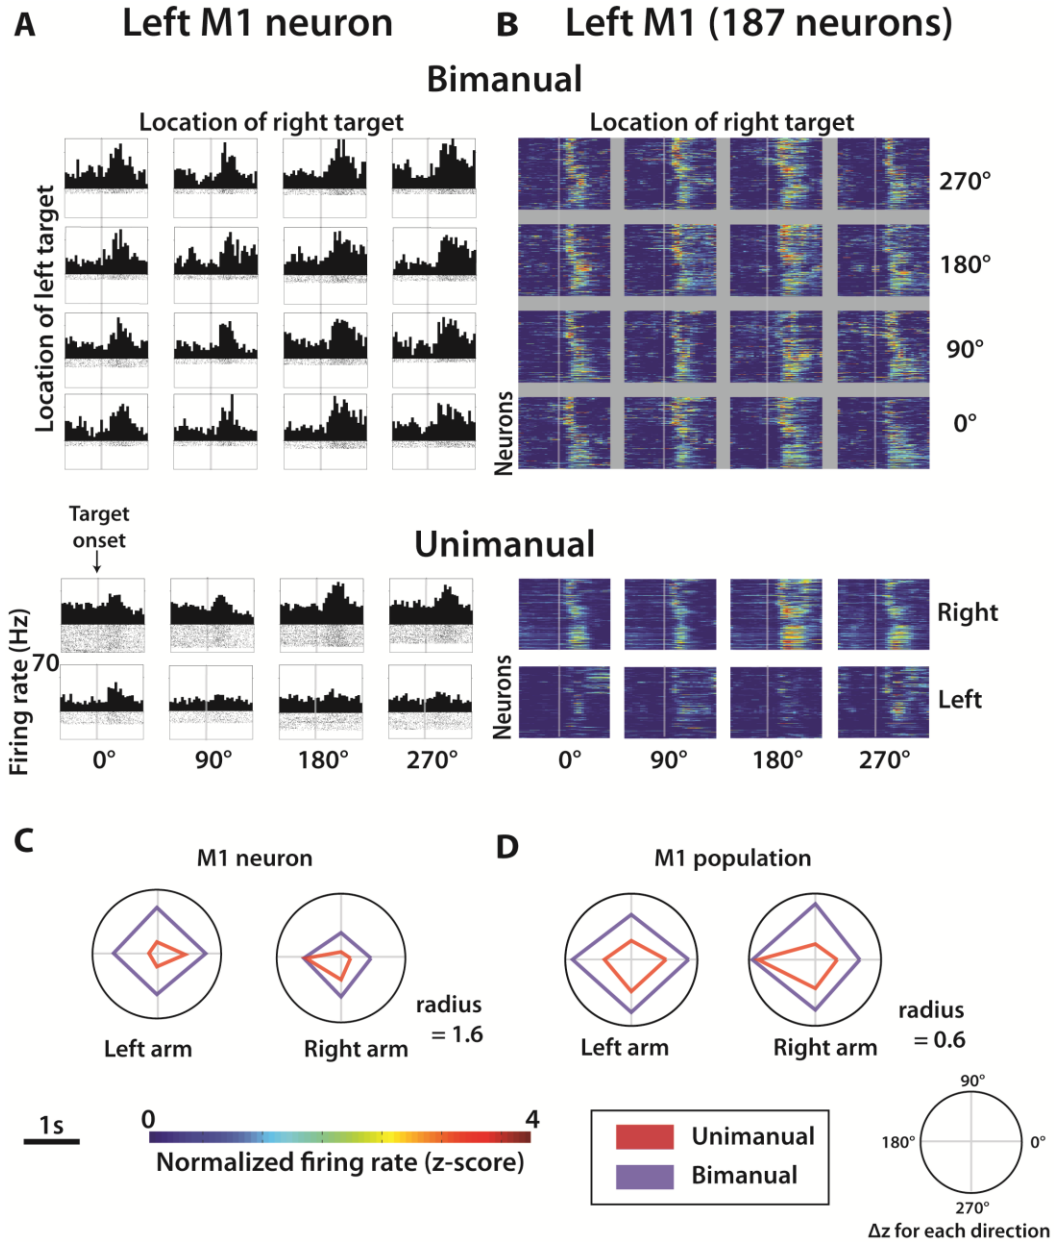 A Left M1 neuron B Left M1 (187 neurons)
Bimanual
Location of right target Location of right target
Location of left target
270°
180°
90°
0°
Neurons
Target
onset
Unimanual
Right
Left
Firing rate (Hz)
70
Neurons
0° 90° 180° 270° 0° 90° 180° 270°
C D
M1 neuron M1 population
radius
= 1.6
radius
= 0.6
Left arm Right arm Left arm Right arm
1s
0 4
Normalized firing rate (z-score)
Unimanual
Bimanual
90°
180° 0°
270°
Δz for each direction